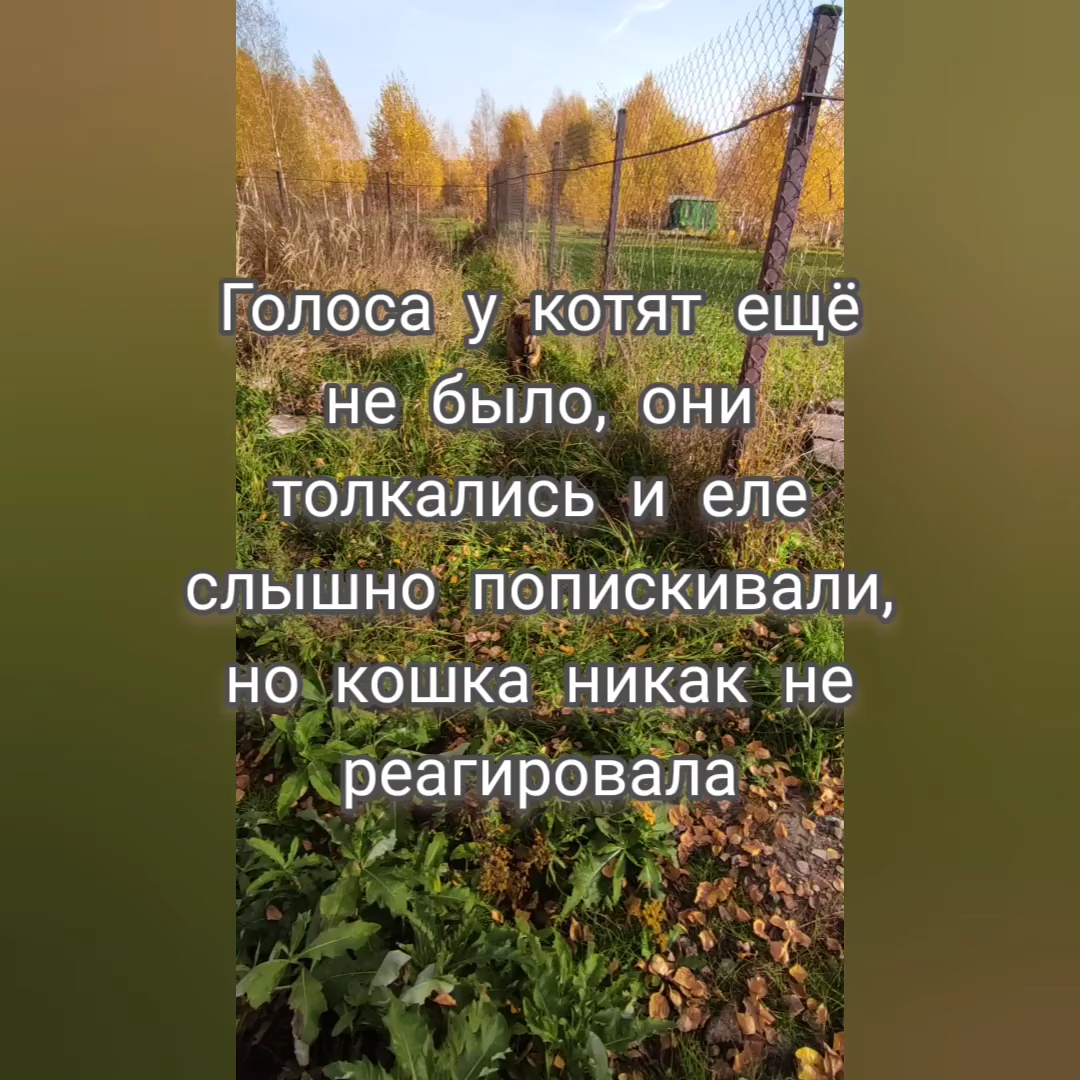 Голоса у котят ещё
не было, они
толкались и еле
слышно попискивали,
но кошка никак не
реагировала